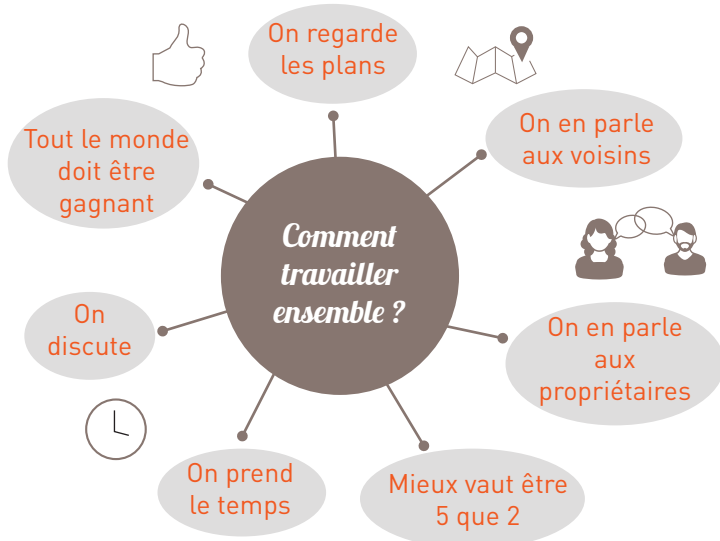 On regarde
les plans
On en parle
aux voisins
On en parle
aux
propriétaires
Mieux vaut être
5 que 2
On prend
le temps
On
discute
Tout le monde
doit être
gagnant
Comment
travailler
ensemble ?